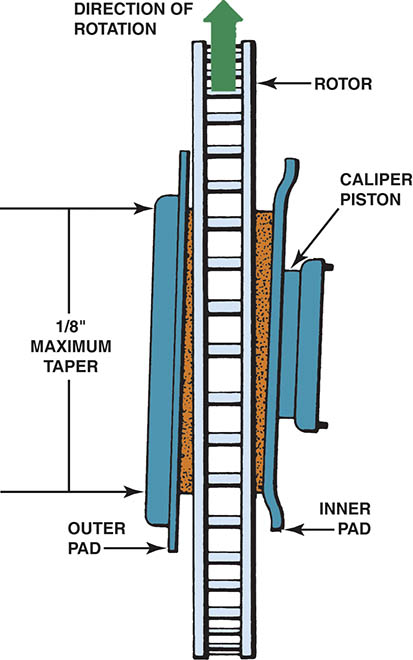 DIRECTION OF
ROTATION
ROTOR
CALIPER
PISTON
1/8"
MAXIMUM
TAPER
INNER
PAD
OUTER
PAD